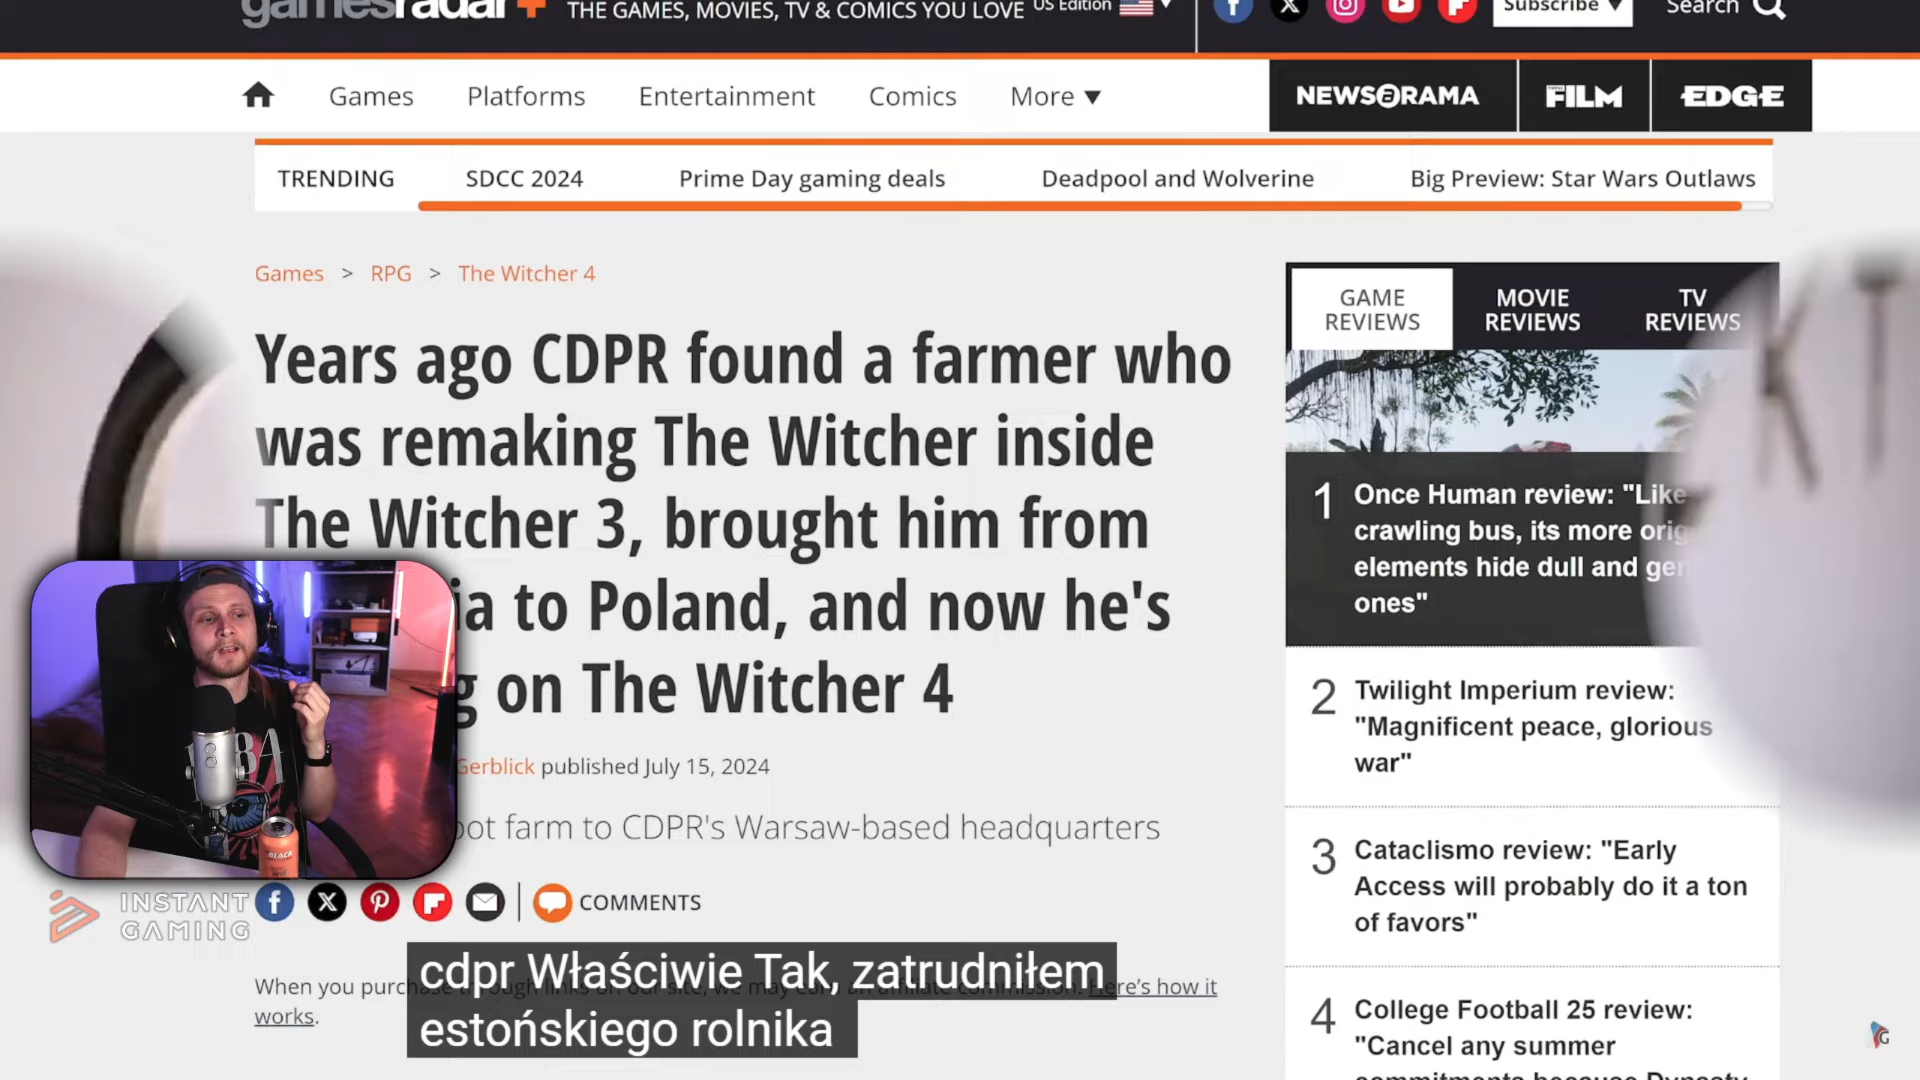 gamesradar+ THE GAMES, MOVIES, TV & COMICS YOU LOVE US Edition Subscribe ▼ Search
Games Platforms Entertainment Comics More ▼ NEWSARAMA FILM EDGE
TRENDING SDCC 2024 Prime Day gaming deals Deadpool and Wolverine Big Preview: Star Wars Outlaws
Games > RPG > The Witcher 4
Years ago CDPR found a farmer who
was remaking The Witcher inside
The Witcher 3, brought him from
ia to Poland, and now he's
g on The Witcher 4
Gerblick published July 15, 2024
ot farm to CDPR's Warsaw-based headquarters
COMMENTS
When you purchase through links on our site, we may earn an affiliate commission. Here's how it
works.
GAME
REVIEWS
MOVIE
REVIEWS
TV
REVIEWS
1 Once Human review: "Like
crawling bus, its more orig
elements hide dull and gen
ones"
2 Twilight Imperium review:
"Magnificent peace, glorious
war"
3 Cataclismo review: "Early
Access will probably do it a ton
of favors"
4 College Football 25 review:
"Cancel any summer
commitments because Dynasty
BLACK
INSTANT
GAMING
cdpr Właściwie Tak, zatrudniłem
estońskiego rolnika